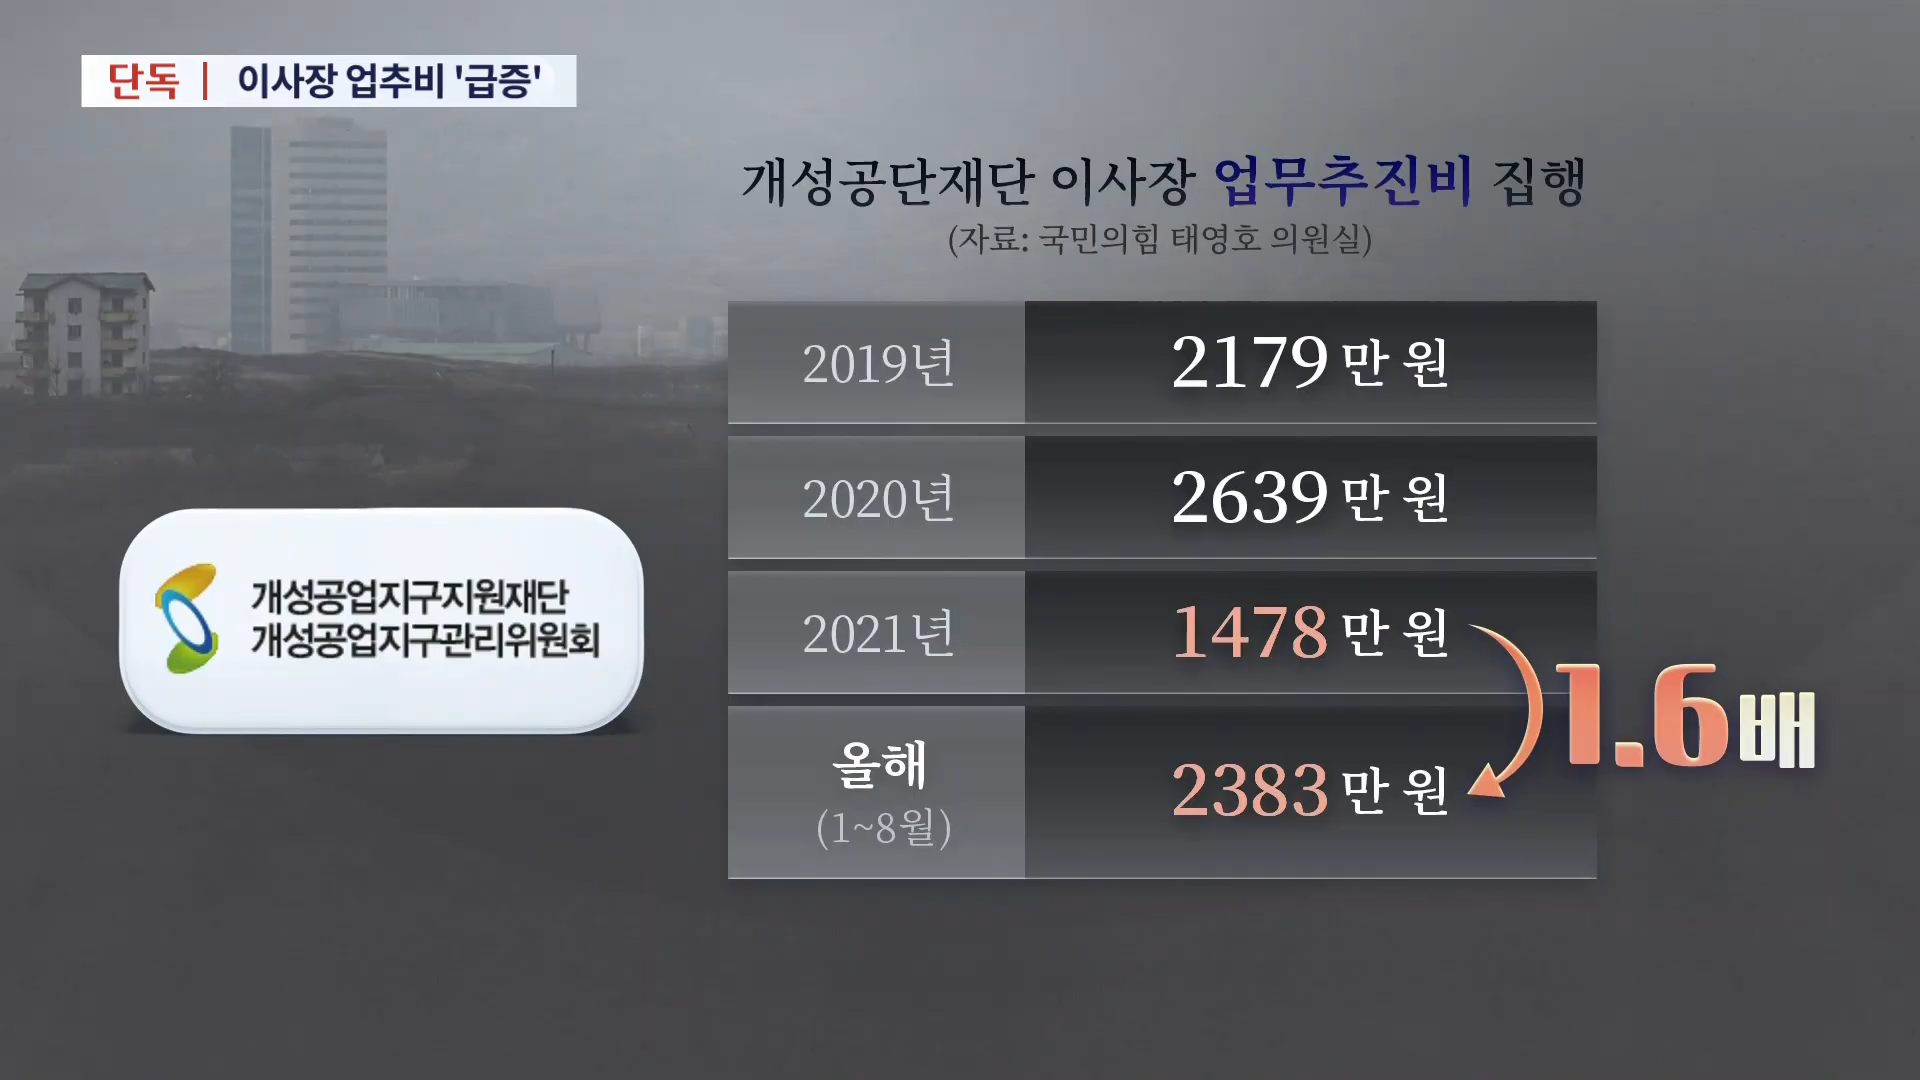 단독 | 이사장 업추비 '급증'
개성공단재단 이사장 업무추진비 집행
(자료: 국민의힘 태영호 의원실)
2019년 2179만 원
2020년 2639만 원
2021년 1478만 원
1.6배
올해 2383만 원
(1~8월)
개성공업지구지원재단
개성공업지구관리위원회